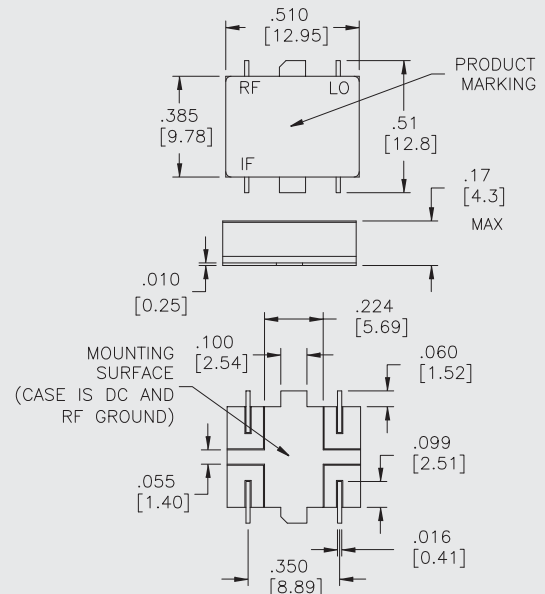 .510
[12.95]
PRODUCT
MARKING
RF
LO
.385
[9.78]
.51
[12.8]
IF
.17
[4.3]
MAX
.010
[0.25]
.224
[5.69]
.100
[2.54]
MOUNTING
SURFACE
(CASE IS DC AND
RF GROUND)
.060
[1.52]
.099
[2.51]
.055
[1.40]
.016
[0.41]
.350
[8.89]